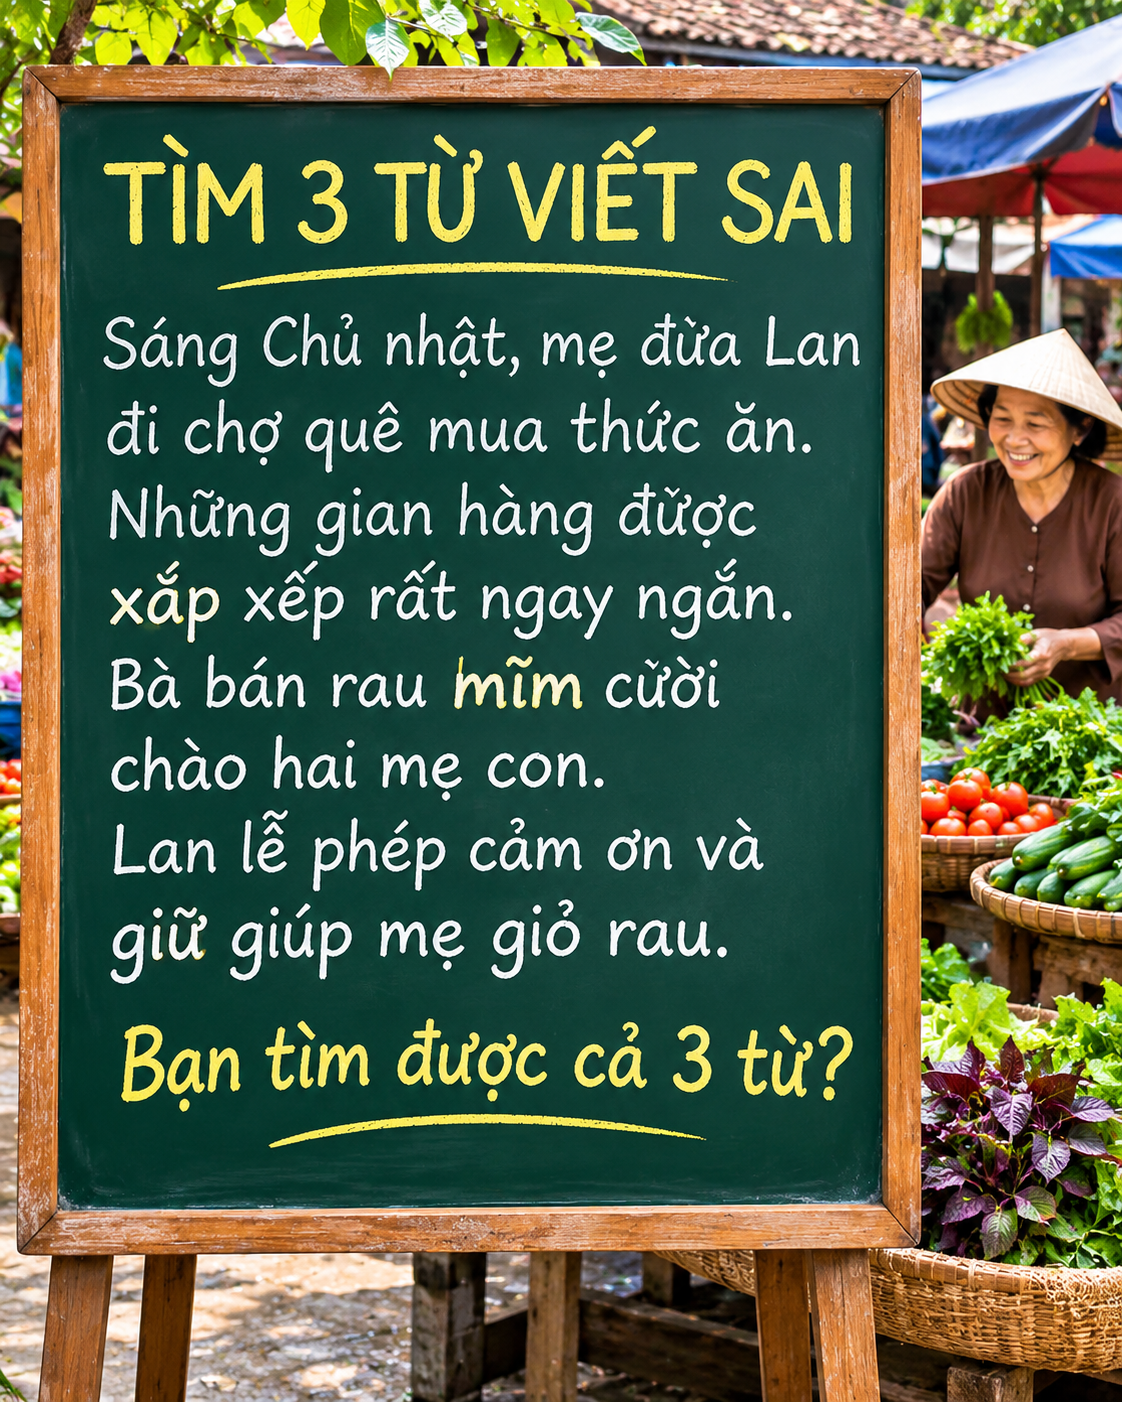 TÌM 3 TỪ VIẾT SAI
Sáng Chủ nhật, mẹ đừa Lan
đi chợ quê mua thức ăn.
Những gian hàng đừợc
xắp xếp rất ngay ngắn.
Bà bán rau mĩm cừời
chào hai mẹ con.
Lan lễ phép cảm ơn và
giữ giúp mẹ giỏ rau.
Bạn tìm được cả 3 từ?